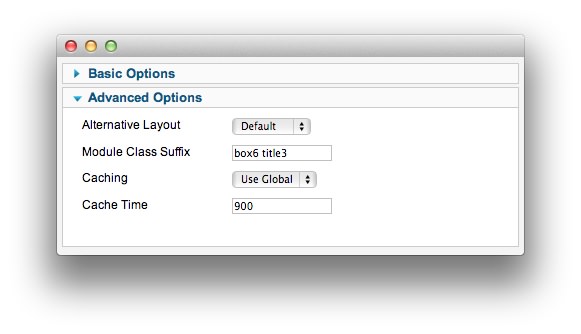 Basic Options
Advanced Options
Alternative Layout Default
Module Class Suffix box6 title3
Caching Use Global
Cache Time 900